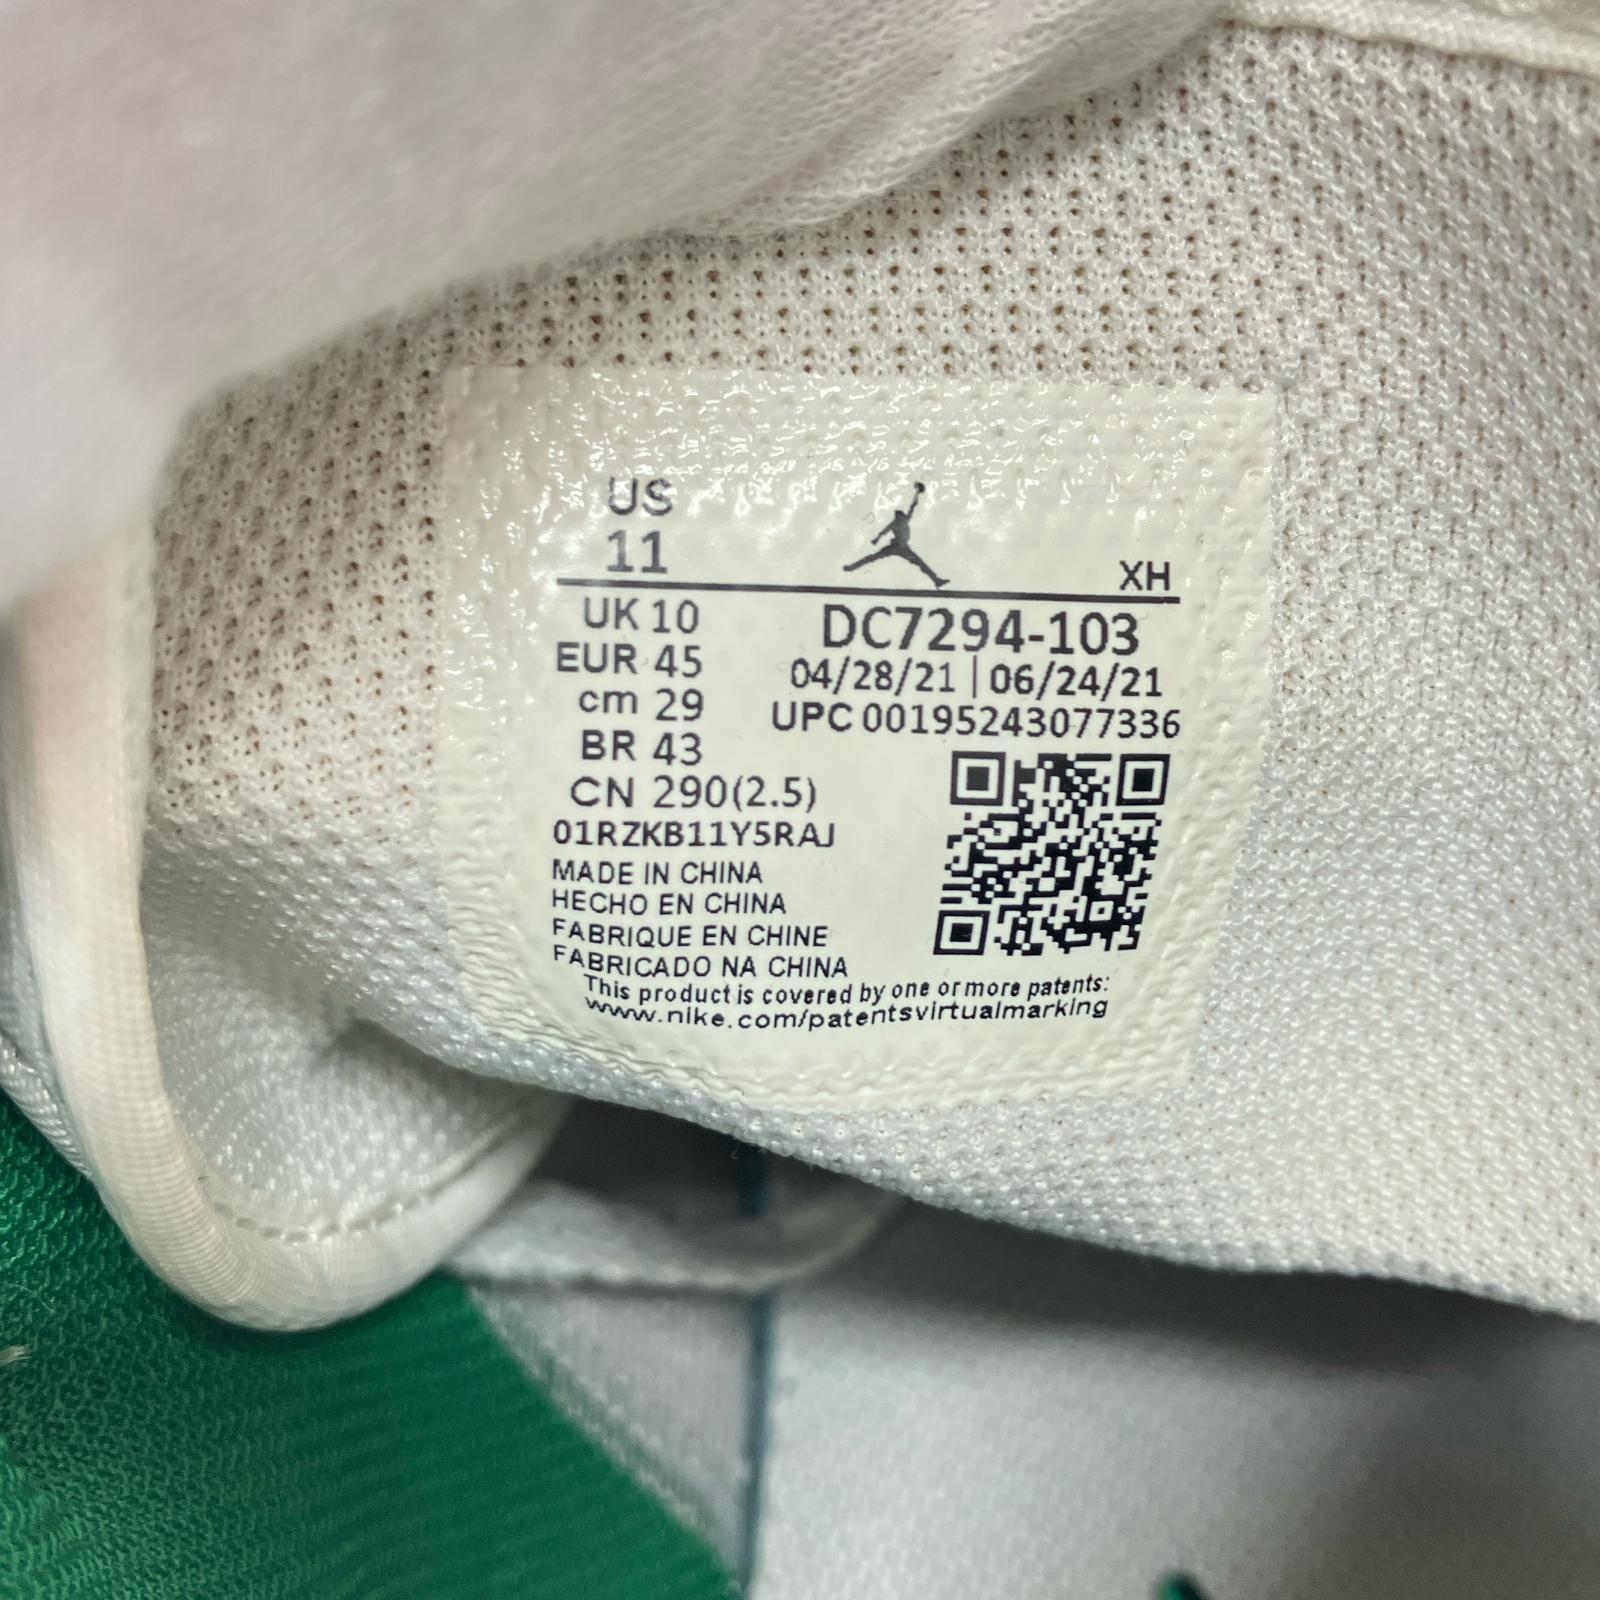 US
11
XH
UK 10
EUR 45
cm 29
BR 43
CN 290(2.5)
DC7294-103
04/28/21 | 06/24/21
UPC 00195243077336
01RZKB11Y5RAJ
MADE IN CHINA
HECHO EN CHINA
FABRIQUE EN CHINE
FABRICADO NA CHINA
This product is covered by one or more patents:
www.nike.com/patentsvirtualmarking